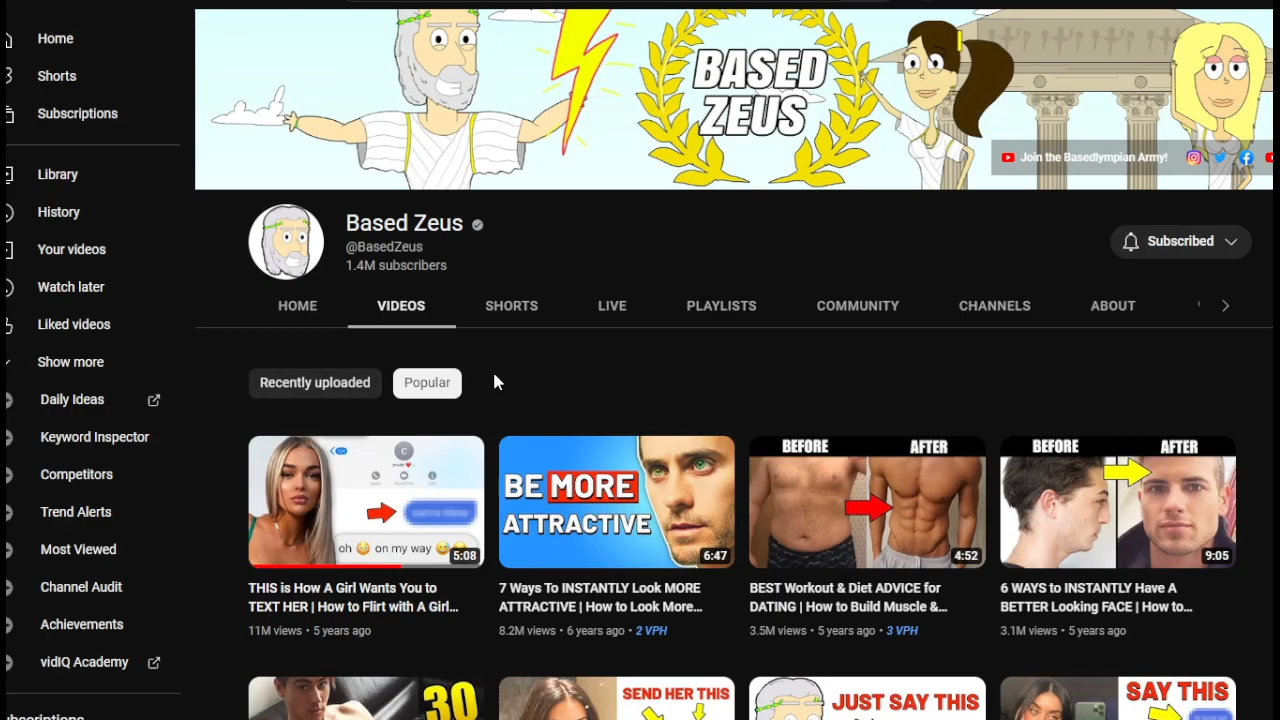 Home
Shorts
Subscriptions
Library
History
Your videos
Watch later
Liked videos
Show more
Daily Ideas
Keyword Inspector
Competitors
Trend Alerts
Most Viewed
Channel Audit
Achievements
vidIQ Academy
BASED
ZEUS
Join the Basedlympian Army!
Based Zeus
@BasedZeus
1.4M subscribers
Subscribed
HOME VIDEOS SHORTS LIVE PLAYLISTS COMMUNITY CHANNELS ABOUT
Recently uploaded Popular
C
oh 😳 on my way 😅
5:08
THIS is How A Girl Wants You to
TEXT HER | How to Flirt with A Girl...
11M views • 5 years ago
BE MORE
ATTRACTIVE
6:47
7 Ways To INSTANTLY Look MORE
ATTRACTIVE | How to Look More...
8.2M views • 6 years ago • 2 VPH
BEFORE AFTER
4:52
BEST Workout & Diet ADVICE for
DATING | How to Build Muscle &...
3.5M views • 5 years ago • 3 VPH
BEFORE AFTER
9:05
6 WAYS to INSTANTLY Have A
BETTER Looking FACE | How to...
3.1M views • 5 years ago
30
SEND HER THIS
JUST SAY THIS
SAY THIS